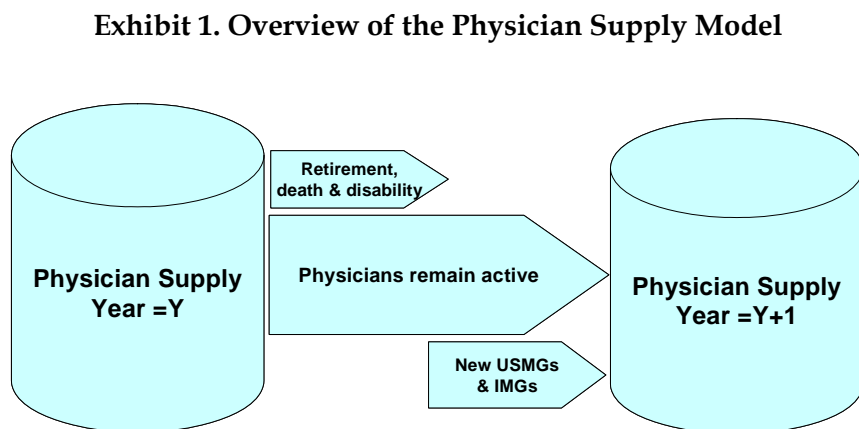 Exhibit 1. Overview of the Physician Supply Model
Retirement,
death & disability
Physician Supply
Year =Y
Physicians remain active
Physician Supply
Year =Y+1
New USMGs
& IMGs